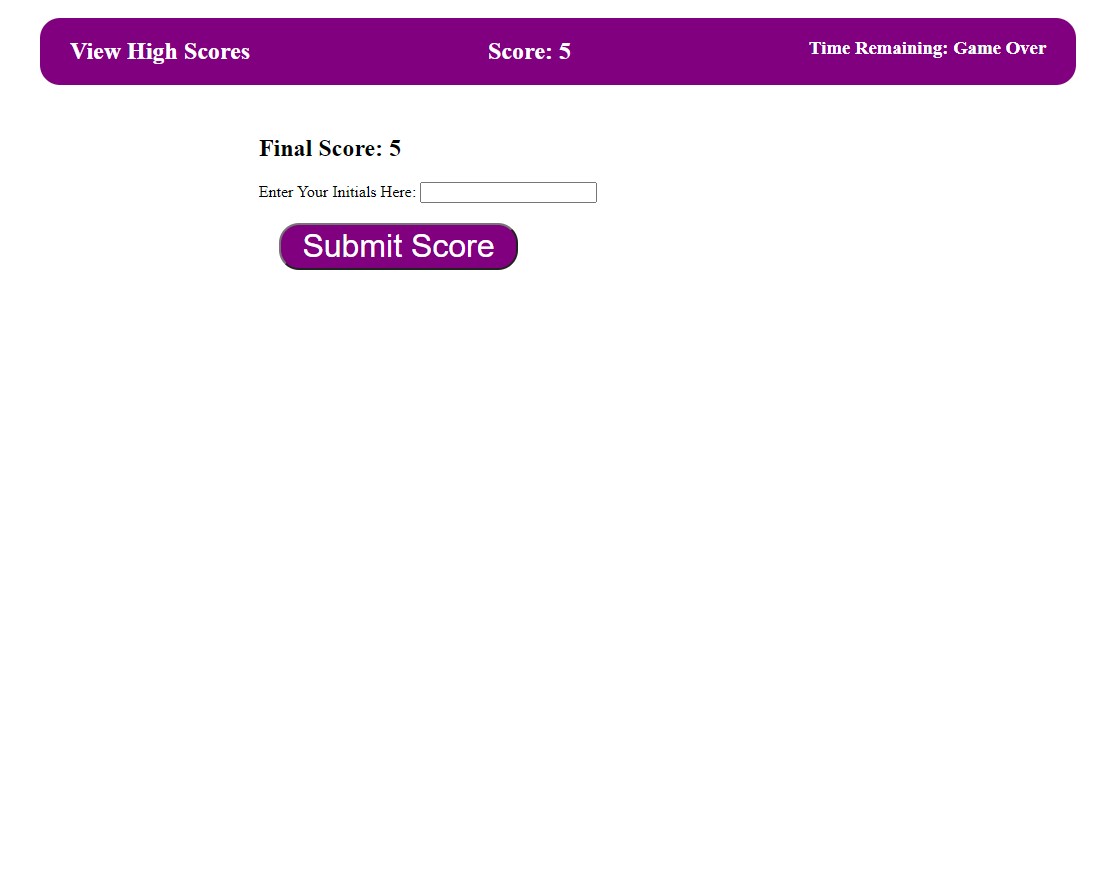 View High Scores
Score: 5
Time Remaining: Game Over
Final Score: 5
Enter Your Initials Here:
Submit Score